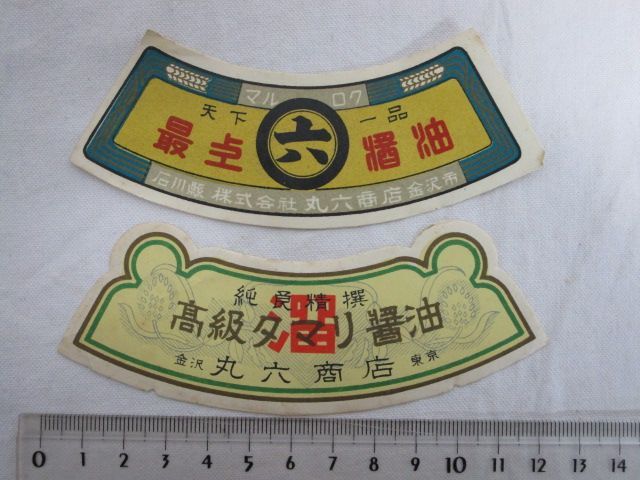 マルロク
天下一品
最上 六 醤油
石川縣 株式会社 丸六商店 金沢市
純良精撰
溜
高級タマリ醤油
金沢 丸六商店 東京
0 1 2 3 4 5 6 7 8 9 10 11 12 13 14